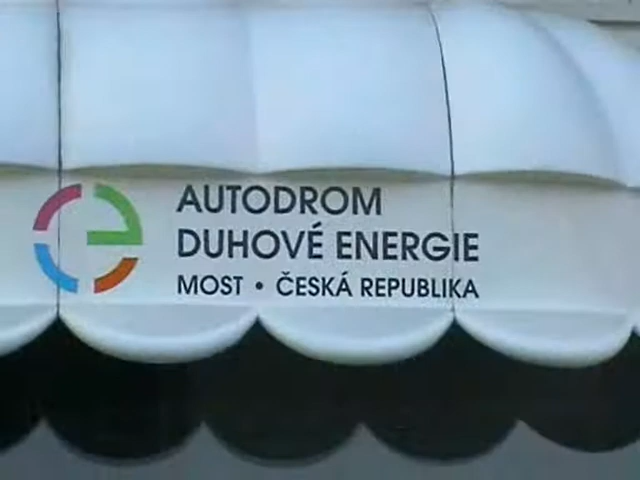 AUTODROM
DUHOVÉ ENERGIE
MOST • ČESKÁ REPUBLIKA